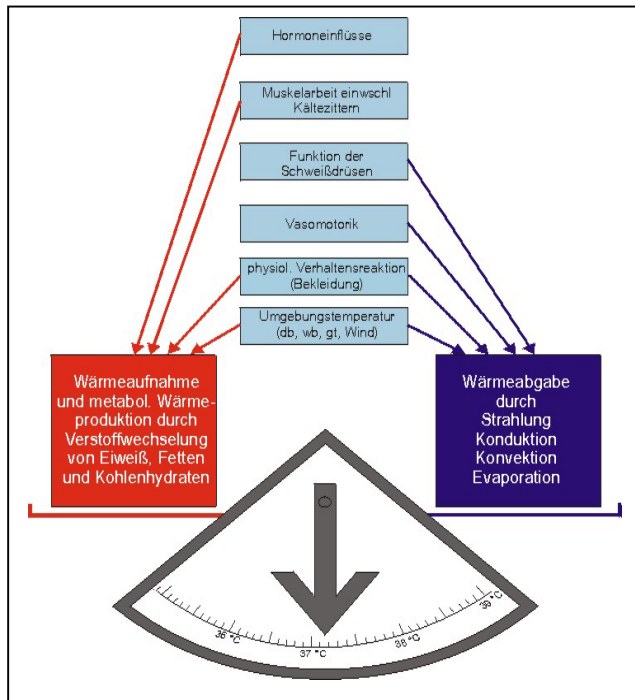 Hormoneinflüsse
Muskelarbeit einwschl
Kältezittern
Funktion der
Schweißdrüsen
Vasomotorik
physiol. Verhaltensreaktion
(Bekleidung)
Umgebungstemperatur
(db, wb, gt, Wind)
Wärmeaufnahme
und metabol. Wärme-
produktion durch
Verstoffwechselung
von Eiweiß, Fetten
und Kohlenhydraten
Wärmeabgabe
durch
Strahlung
Konduktion
Konvektion
Evaporation
36 °C
37 °C
38 °C
39 °C